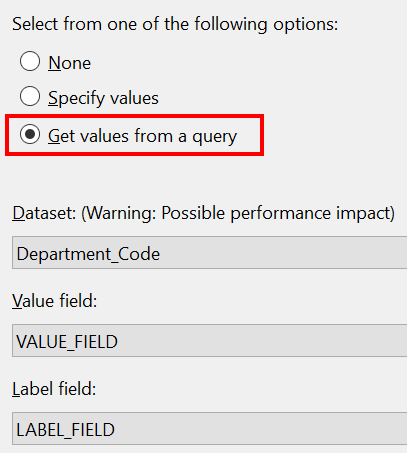 Select from one of the following options:
None
Specify values
Get values from a query
Dataset: (Warning: Possible performance impact)
Department_Code
Value field:
VALUE_FIELD
Label field:
LABEL_FIELD